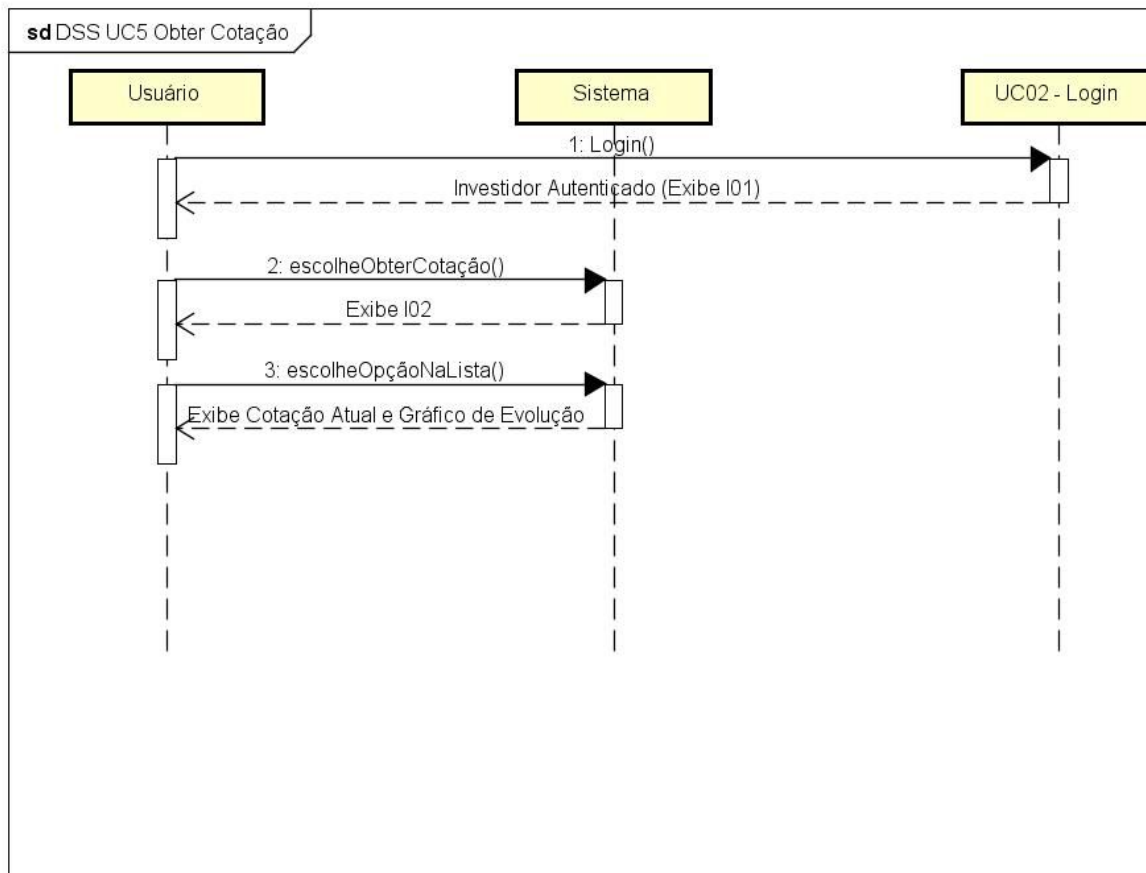 sd DSS UC5 Obter Cotação
Usuário
Sistema
UC02 - Login
1: Login()
Investidor Autenticado (Exibe I01)
2: escolheObterCotação()
Exibe I02
3: escolheOpçãoNaLista()
Exibe Cotação Atual e Gráfico de Evolução